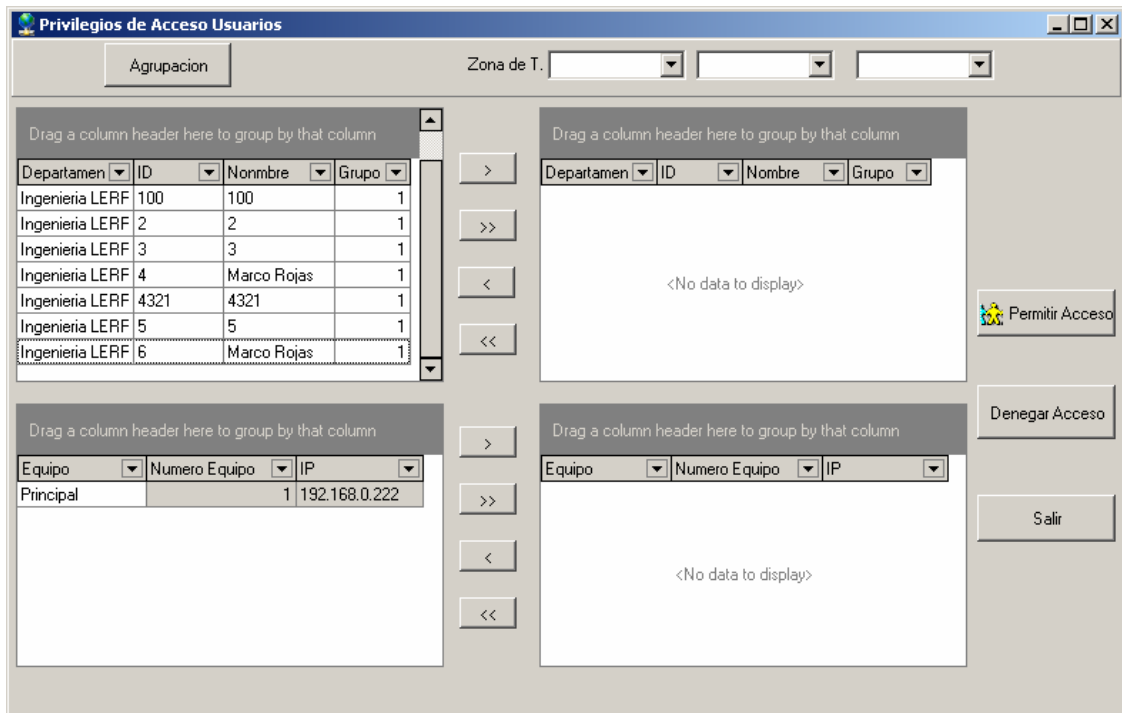 Privilegios de Acceso Usuarios
Agrupacion
Zona de T.
Drag a column header here to group by that column
Departamen ID Nonmbre Grupo
Ingenieria LERF 100 100 1
Ingenieria LERF 2 2 1
Ingenieria LERF 3 3 1
Ingenieria LERF 4 Marco Rojas 1
Ingenieria LERF 4321 4321 1
Ingenieria LERF 5 5 1
Ingenieria LERF 6 Marco Rojas 1
>
>>
<
<<
Drag a column header here to group by that column
Departamen ID Nombre Grupo
<No data to display>
Permitir Acceso
Denegar Acceso
Salir
Drag a column header here to group by that column
Equipo Numero Equipo IP
Principal 1 192.168.0.222
>
>>
<
<<
Drag a column header here to group by that column
Equipo Numero Equipo IP
<No data to display>